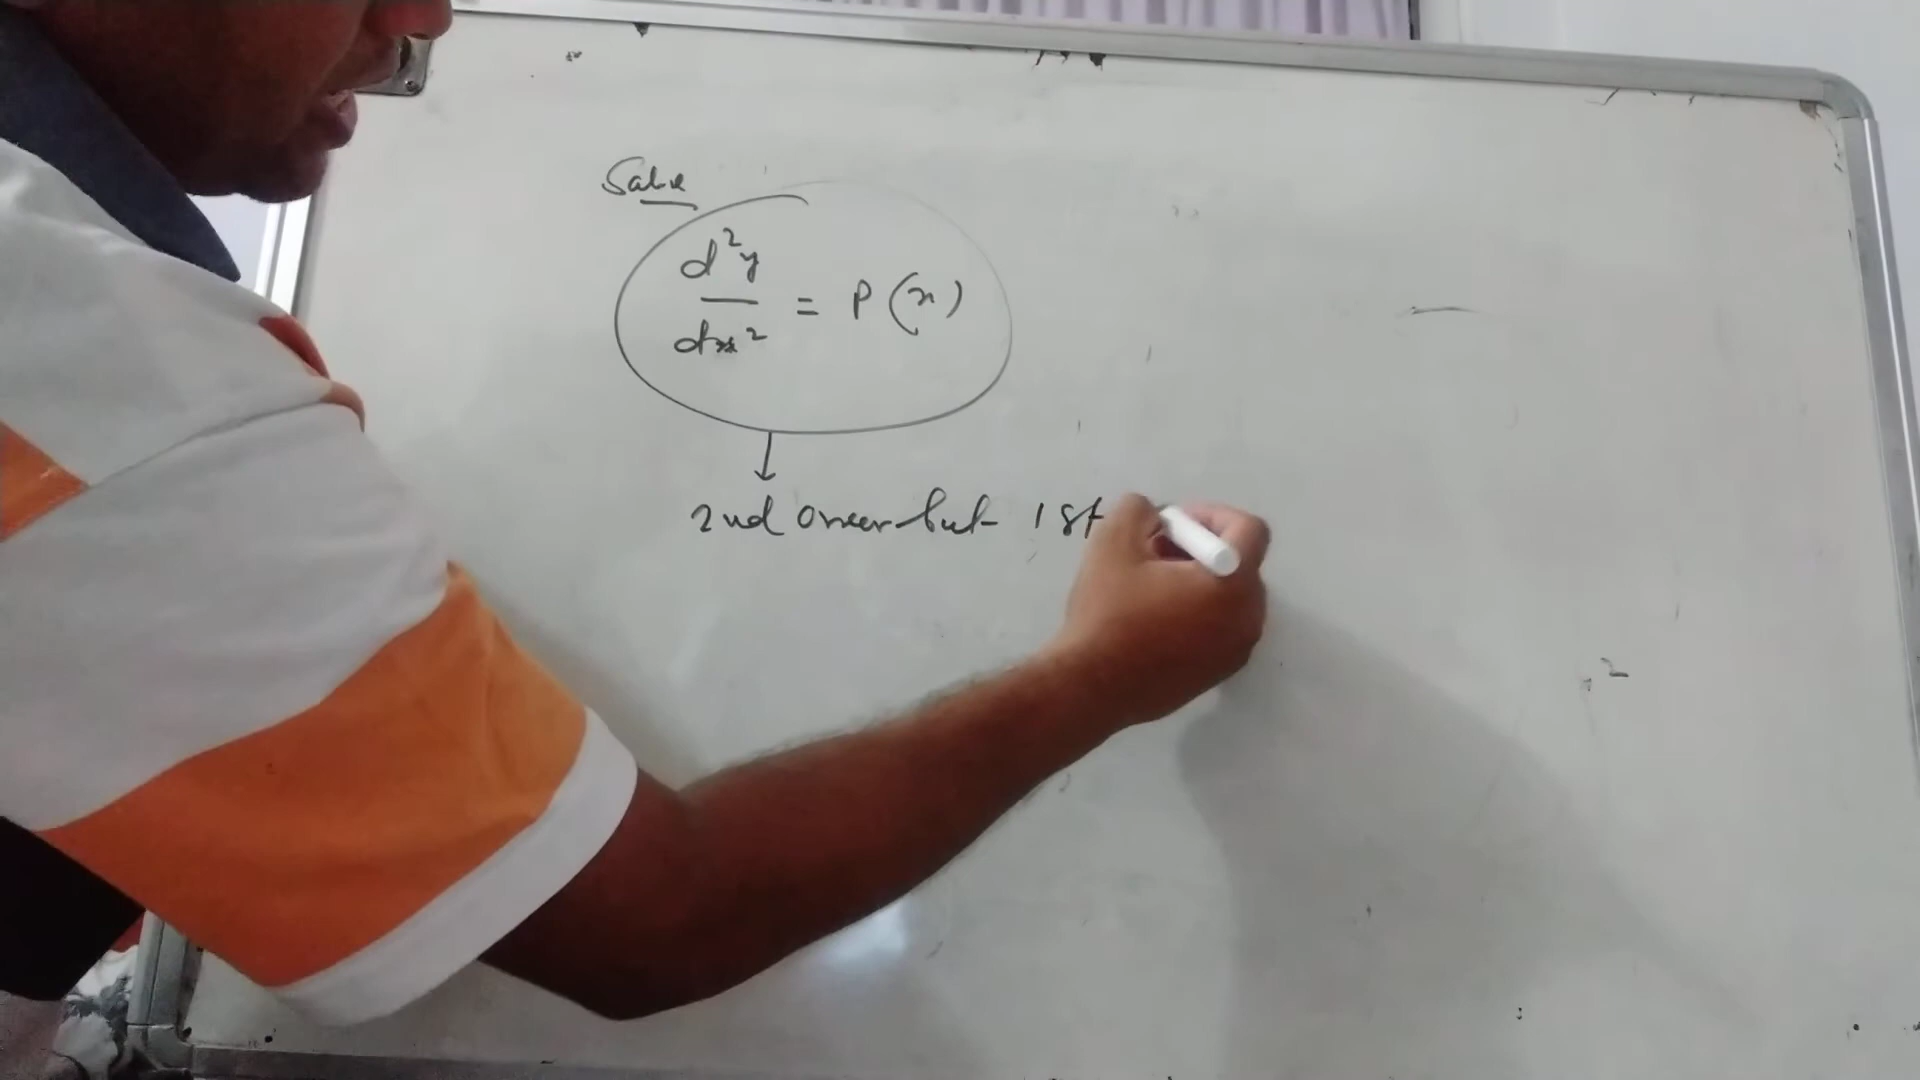 Solve
d²y/dx² = P(x)
2nd order but 1st